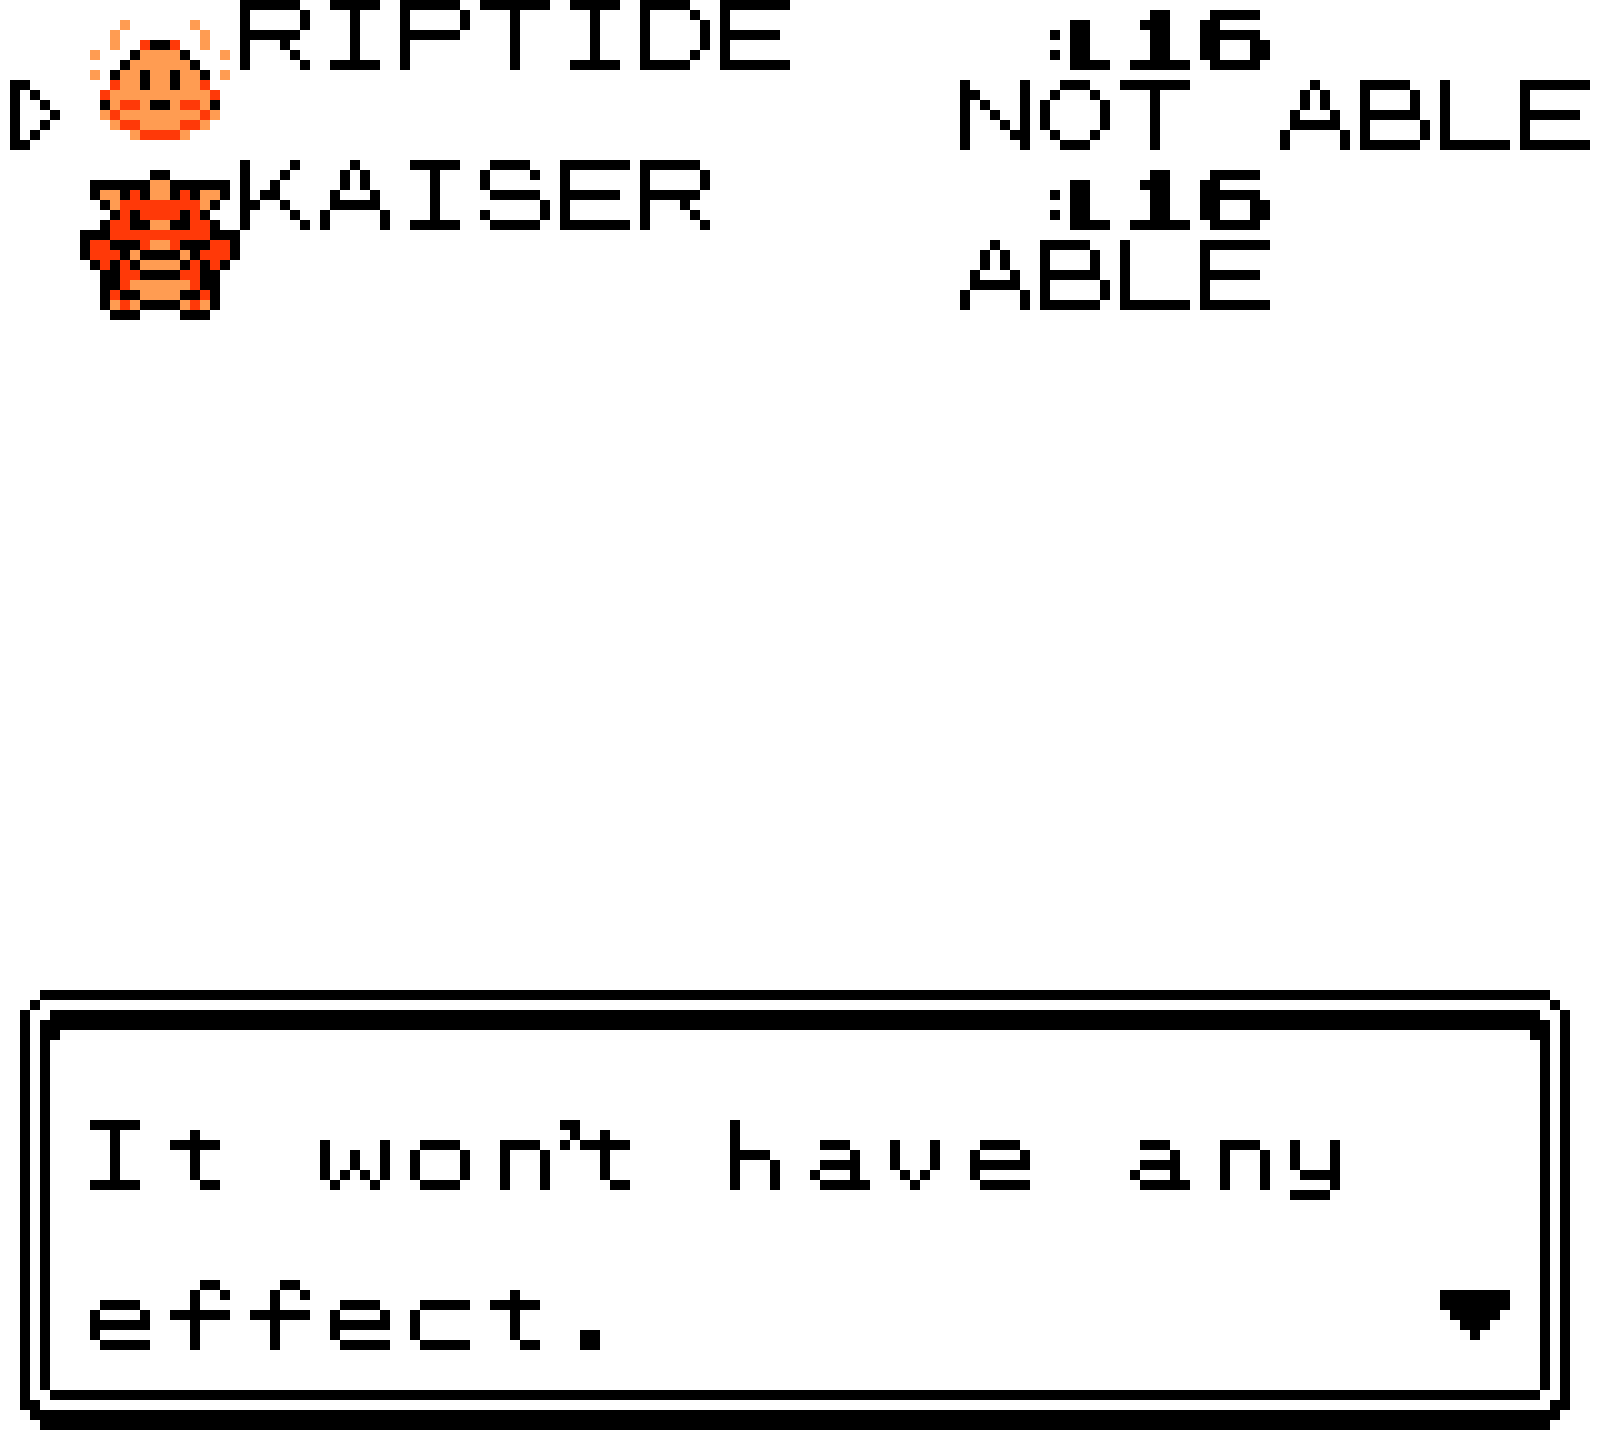 RIPTIDE :L16
NOT ABLE
KAISER :L16
ABLE
It won't have any
effect.